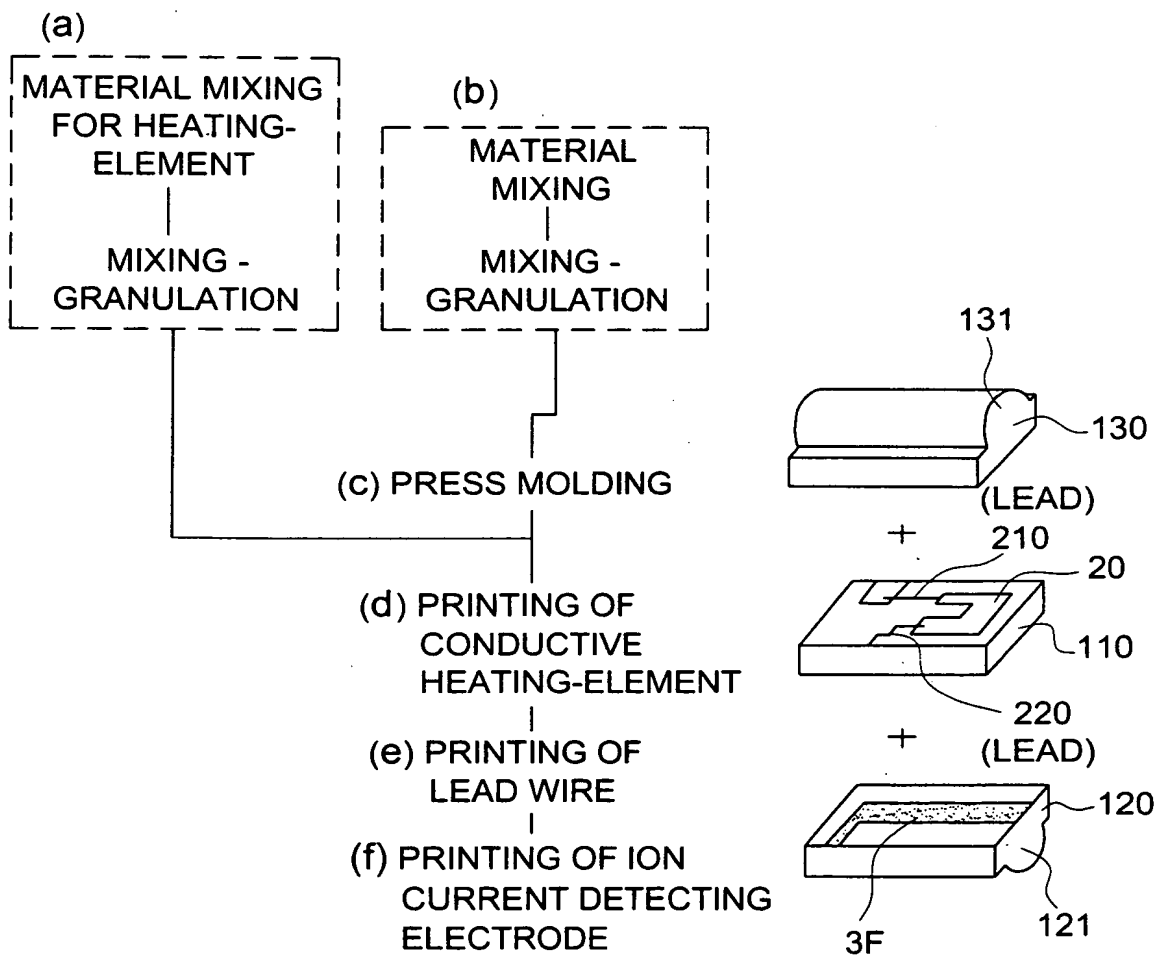 (a)
MATERIAL MIXING
FOR HEATING-
ELEMENT
MIXING -
GRANULATION
(b)
MATERIAL
MIXING
MIXING -
GRANULATION
(c) PRESS MOLDING
(d) PRINTING OF
CONDUCTIVE
HEATING-ELEMENT
(e) PRINTING OF
LEAD WIRE
(f) PRINTING OF ION
CURRENT DETECTING
ELECTRODE
131
130
(LEAD)
+
210
20
110
220
+
(LEAD)
120
121
3F